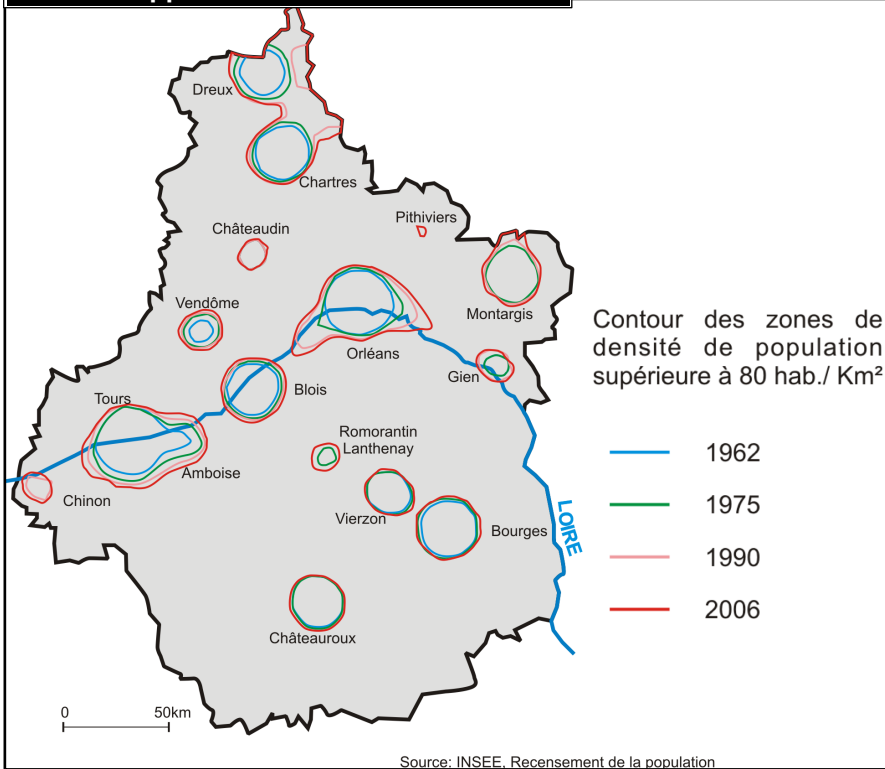 Dreux
Chartres
Châteaudin
Pithiviers
Vendôme
Montargis
Orléans
Gien
Blois
Tours
Amboise
Romorantin
Lanthenay
Chinon
Vierzon
Bourges
Châteauroux
LOIRE
0 50km
Contour des zones de
densité de population
supérieure à 80 hab./ Km²
1962
1975
1990
2006
Source: INSEE, Recensement de la population